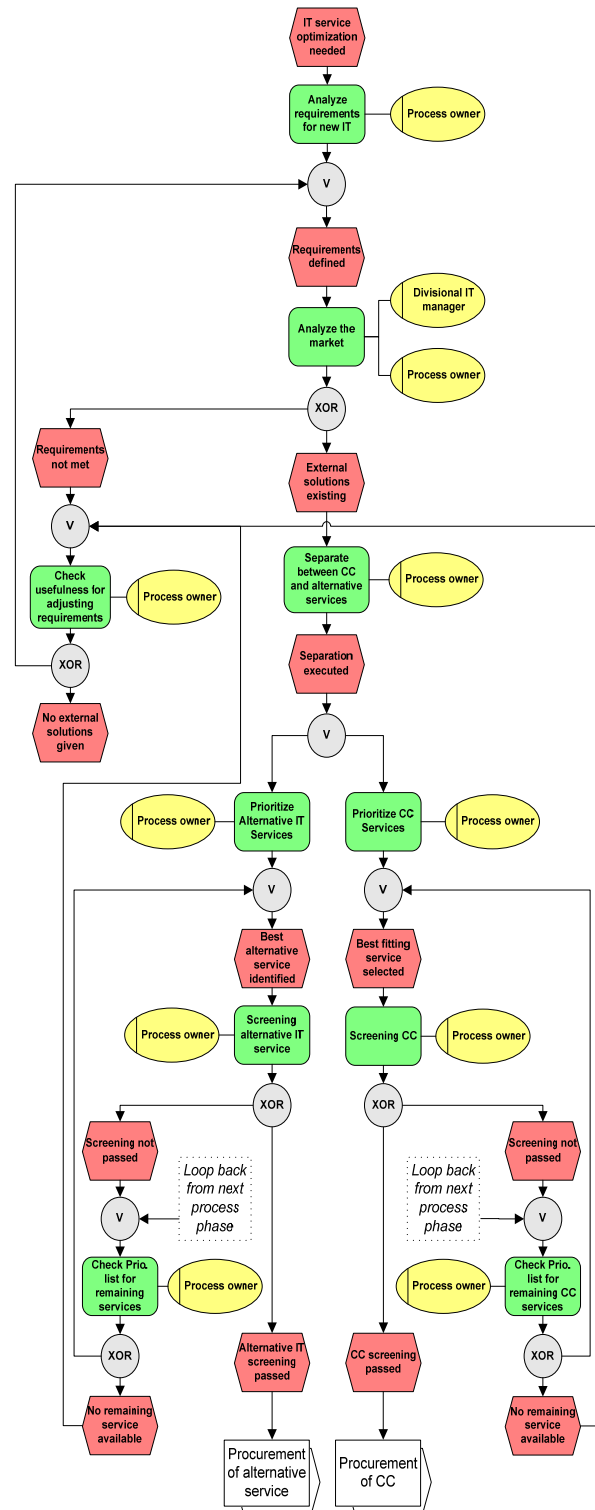 IT service
optimization
needed
Analyze
requirements
for new IT
Process owner
V
Requirements
defined
Divisional IT
manager
Analyze the
market
Process owner
XOR
Requirements
not met
External
solutions
existing
V
Check
usefulness for
adjusting
requirements
Process owner
Separate
between CC
and alternative
services
Process owner
XOR
Separation
executed
No external
solutions
given
V
Process owner
Prioritize
Alternative IT
Services
Prioritize CC
Services
Process owner
V
V
Best
alternative
service
identified
Best fitting
service
selected
Process owner
Screening
alternative IT
service
Screening CC
Process owner
XOR
XOR
Screening not
passed
Loop back
from next
process
phase
Loop back
from next
process
phase
Screening not
passed
V
V
Check Prio.
list for
remaining
services
Process owner
Process owner
Check Prio.
list for
remaining CC
services
XOR
Alternative IT
screening
passed
CC screening
passed
XOR
No remaining
service
available
No remaining
service
available
Procurement
of alternative
service
Procurement
of CC